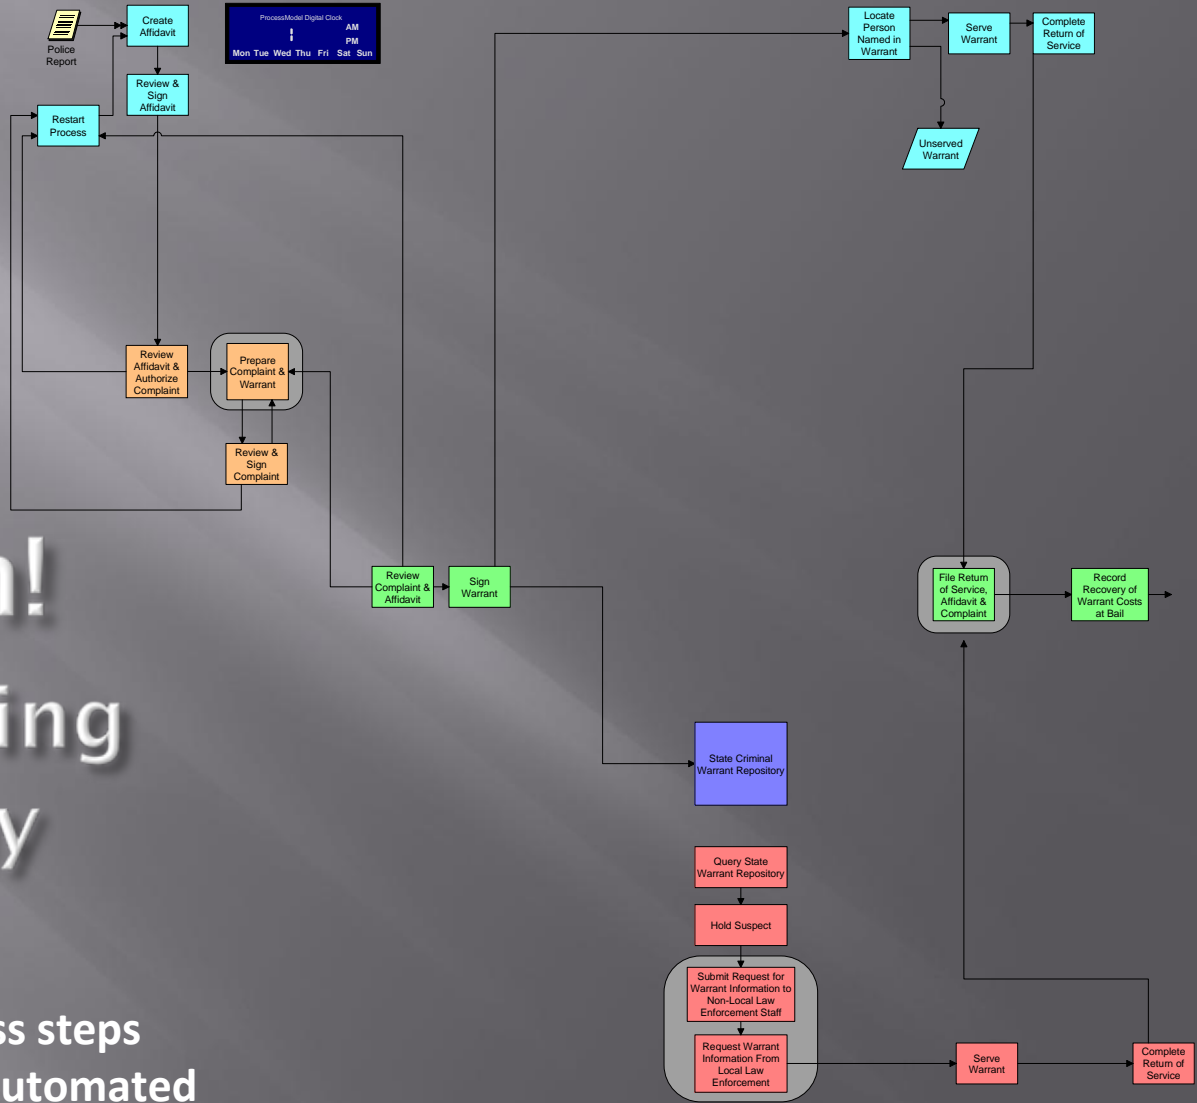 Create
Affidavit
Police
Report
ProcessModel Digital Clock
AM
PM
Mon Tue Wed Thu Fri Sat Sun
Locate
Person
Named in
Warrant
Serve
Warrant
Complete
Return of
Service
Review &
Sign
Affidavit
Restart
Process
Unserved
Warrant
Review
Affidavit &
Authorize
Complaint
Prepare
Complaint &
Warrant
Review &
Sign
Complaint
n!
Review
Complaint &
Affidavit
Sign
Warrant
File Return
of Service,
Affidavit &
Complaint
Record
Recovery of
Warrant Costs
at Bail
ing
y
State Criminal
Warrant Repository
Query State
Warrant Repository
Hold Suspect
Submit Request for
Warrant Information to
Non-Local Law
Enforcement Staff
Request Warrant
Information From
Local Law
Enforcement
Serve
Warrant
Complete
Return of
Service
ss steps
utomated